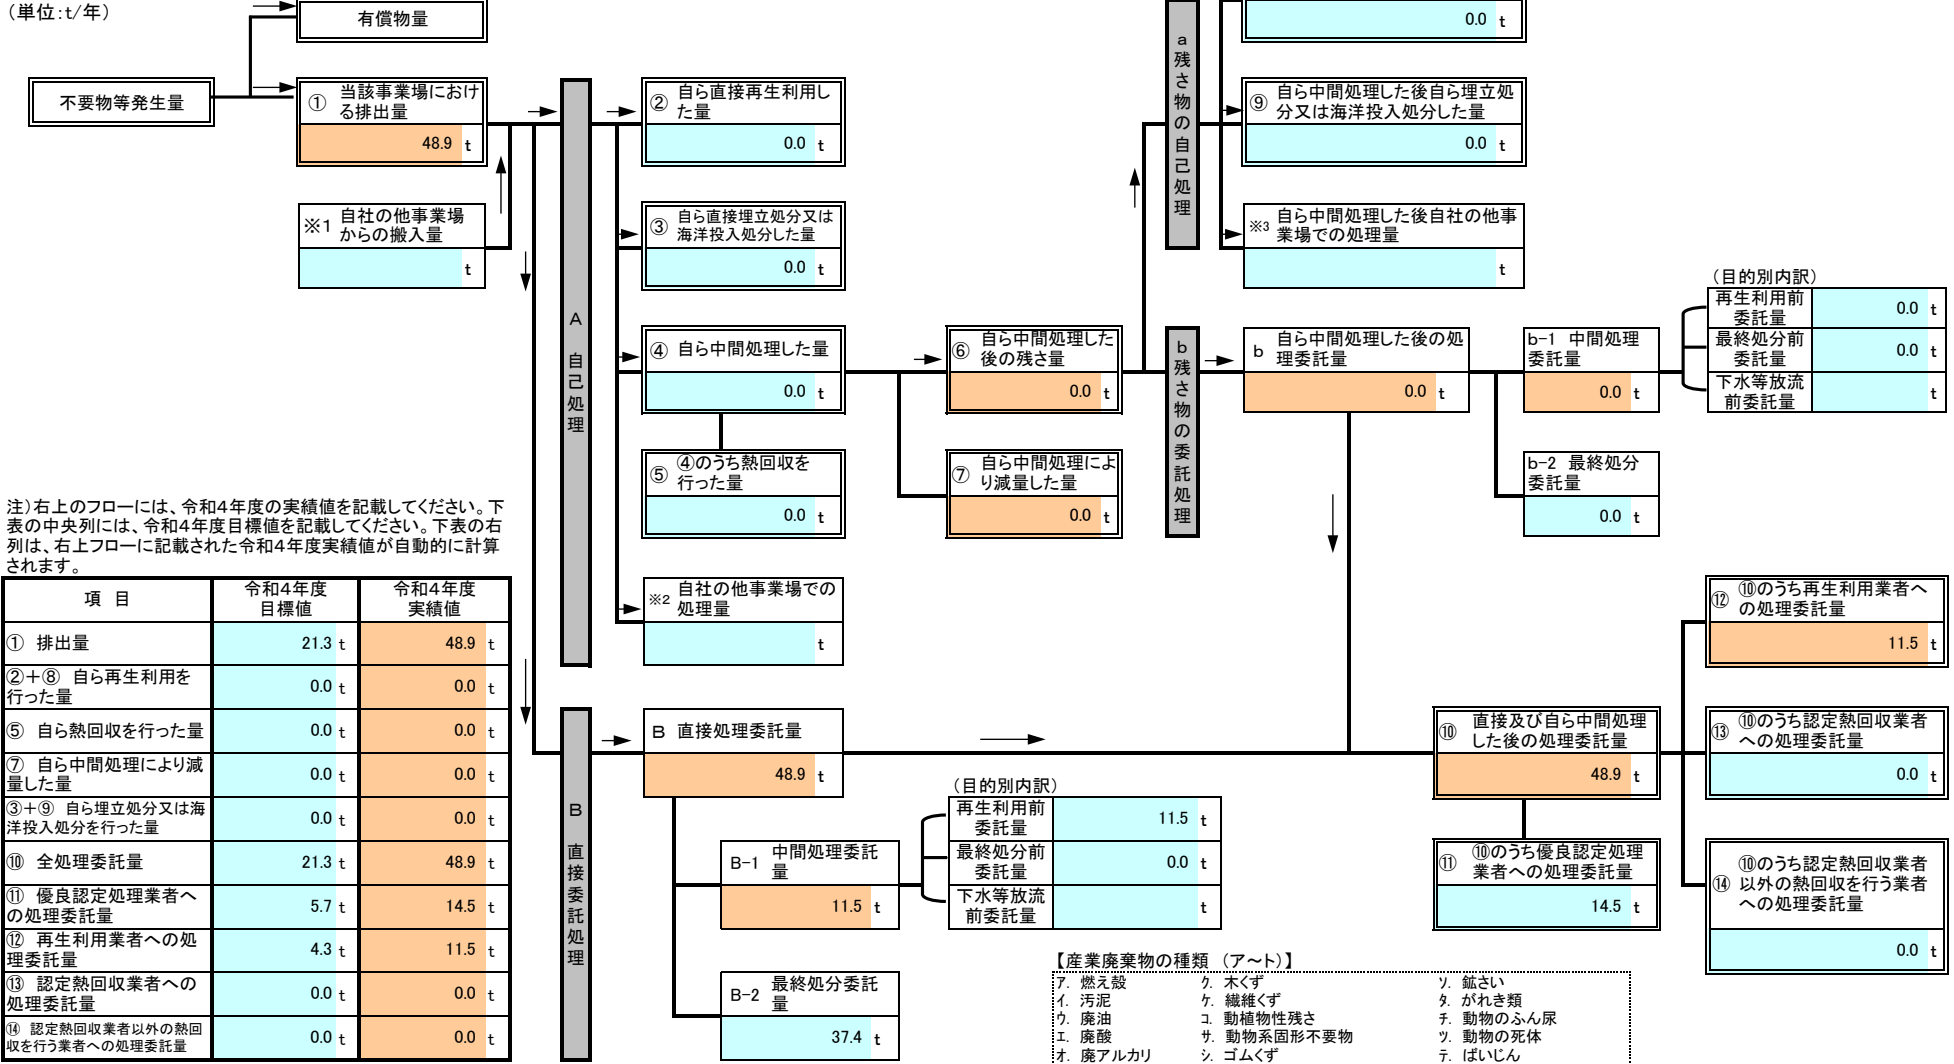 （単位:t/年）
有償物量
不要物等発生量
① 当該事業場におけ
る排出量
48.9 t
※1 自社の他事業場
からの搬入量
t
A 自己処理
② 自ら直接再生利用し
た量
0.0 t
③ 自ら直接埋立処分又は
海洋投入処分した量
0.0 t
④ 自ら中間処理した量
0.0 t
⑤ ④のうち熱回収を
行った量
0.0 t
※2 自社の他事業場での
処理量
t
⑥ 自ら中間処理した
後の残さ量
0.0 t
⑦ 自ら中間処理によ
り減量した量
0.0 t
a残さ物の自己処理
0.0 t
⑨ 自ら中間処理した後自ら埋立処
分又は海洋投入処分した量
0.0 t
※3 自ら中間処理した後自社の他事
業場での処理量
t
b残さ物の委託処理
b 自ら中間処理した後の処
理委託量
0.0 t
b-1 中間処理
委託量
0.0 t
b-2 最終処分
委託量
0.0 t
（目的別内訳）
再生利用前
委託量
0.0 t
最終処分前
委託量
0.0 t
下水等放流
前委託量
t
注）右上のフローには、令和4年度の実績値を記載してください。下
表の中央列には、令和4年度目標値を記載してください。下表の右
列は、右上フローに記載された令和4年度実績値が自動的に計算
されます。
項 目 令和4年度 目標値 令和4年度 実績値
① 排出量 21.3 t 48.9 t
②＋⑧ 自ら再生利用を
行った量 0.0 t 0.0 t
⑤ 自ら熱回収を行った量 0.0 t 0.0 t
⑦ 自ら中間処理により減
量した量 0.0 t 0.0 t
③＋⑨ 自ら埋立処分又は海
洋投入処分を行った量 0.0 t 0.0 t
⑩ 全処理委託量 21.3 t 48.9 t
⑪ 優良認定処理業者へ
の処理委託量 5.7 t 14.5 t
⑫ 再生利用業者への処
理委託量 4.3 t 11.5 t
⑬ 認定熱回収業者への
処理委託量 0.0 t 0.0 t
⑭ 認定熱回収業者以外の熱回
収を行う業者への処理委託量 0.0 t 0.0 t
B 直接委託処理
B 直接処理委託量
48.9 t
B-1 中間処理委託
量
11.5 t
B-2 最終処分委託
量
37.4 t
（目的別内訳）
再生利用前
委託量
11.5 t
最終処分前
委託量
0.0 t
下水等放流
前委託量
t
⑩ 直接及び自ら中間処理
した後の処理委託量
48.9 t
⑪ ⑩のうち優良認定処理
業者への処理委託量
14.5 t
⑫ ⑩のうち再生利用業者へ
の処理委託量
11.5 t
⑬ ⑩のうち認定熱回収業者
への処理委託量
0.0 t
⑭ ⑩のうち認定熱回収業者
以外の熱回収を行う業者
への処理委託量
0.0 t
【産業廃棄物の種類 （ア～ト）】
ア. 燃え殻 ク. 木くず ソ. 鉱さい
イ. 汚泥 ケ. 繊維くず タ. がれき類
ウ. 廃油 コ. 動植物性残さ チ. 動物のふん尿
エ. 廃酸 サ. 動物系固形不要物 ツ. 動物の死体
オ. 廃アルカリ シ. ゴムくず テ. ばいじん